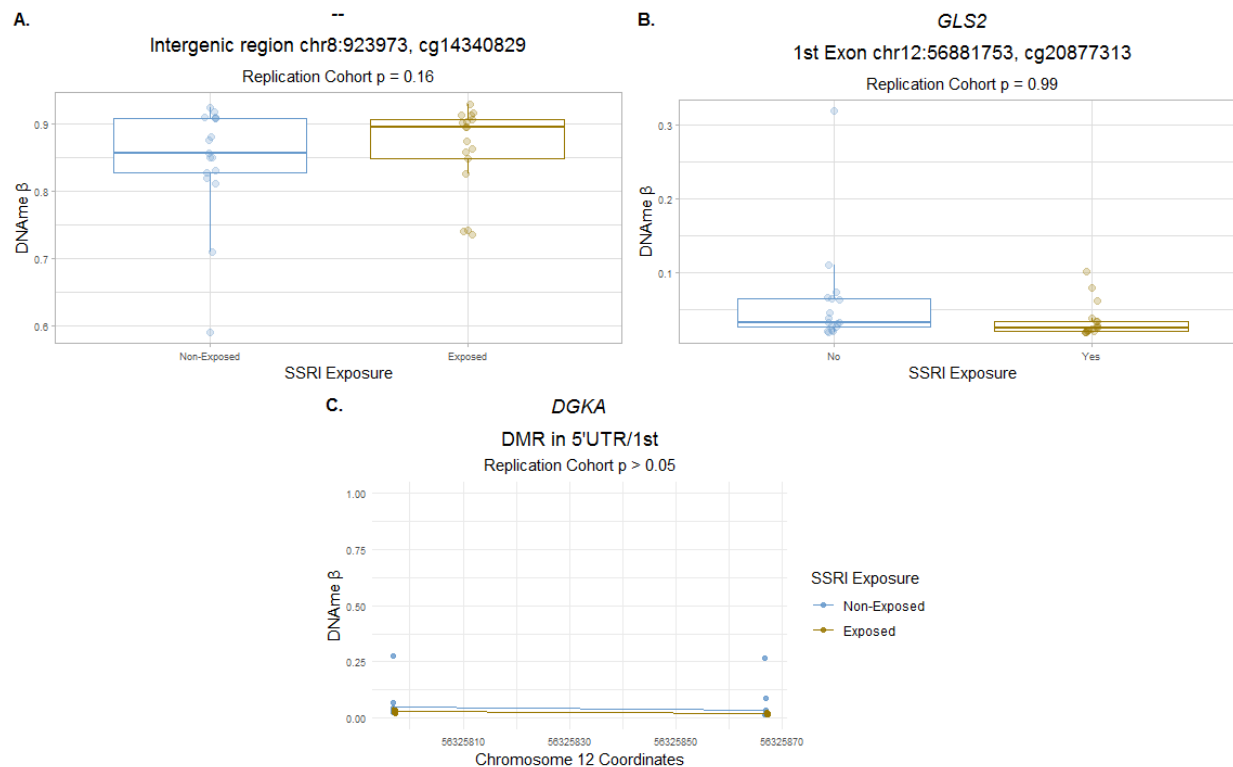 A.
--
Intergenic region chr8:923973, cg14340829
Replication Cohort p = 0.16
0.9
0.8
0.7
0.6
DNAme β
Non-Exposed
Exposed
SSRI Exposure
B.
GLS2
1st Exon chr12:56881753, cg20877313
Replication Cohort p = 0.99
0.3
0.2
0.1
DNAme β
No
Yes
SSRI Exposure
C.
DGKA
DMR in 5'UTR/1st
Replication Cohort p > 0.05
1.00
0.75
0.50
0.25
0.00
DNAme β
56325810
56325830
56325850
56325870
Chromosome 12 Coordinates
SSRI Exposure
Non-Exposed
Exposed